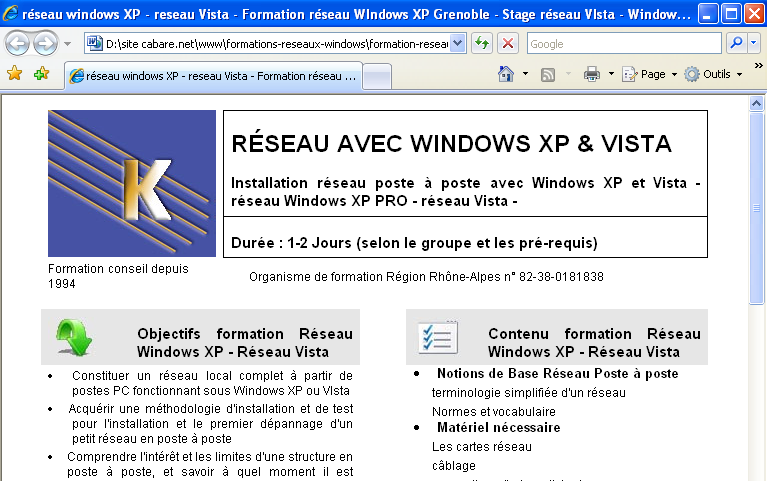 réseau windows XP - reseau Vista - Formation réseau WIndows XP Grenoble - Stage réseau VIsta - Window...
D:\site cabare.net\www\formations-reseaux-windows\formation-reseau
Google
réseau windows XP - reseau Vista - Formation réseau ...
Page
Outils
K
RÉSEAU AVEC WINDOWS XP & VISTA
Installation réseau poste à poste avec Windows XP et Vista -
réseau Windows XP PRO - réseau Vista -
Durée : 1-2 Jours (selon le groupe et les pré-requis)
Formation conseil depuis
1994
Organisme de formation Région Rhône-Alpes n° 82-38-0181838
Objectifs formation Réseau
Windows XP - Réseau Vista
• Constituer un réseau local complet à partir de
postes PC fonctionnant sous Windows XP ou VIsta
• Acquérir une méthodologie d'installation et de test
pour l'installation et le premier dépannage d'un
petit réseau en poste à poste
• Comprendre l'intérêt et les limites d'une structure en
poste à poste, et savoir à quel moment il est
Contenu formation Réseau
Windows XP - Réseau Vista
• Notions de Base Réseau Poste à poste
terminologie simplifiée d'un réseau
Normes et vocabulaire
• Matériel nécessaire
Les cartes réseau
câblage